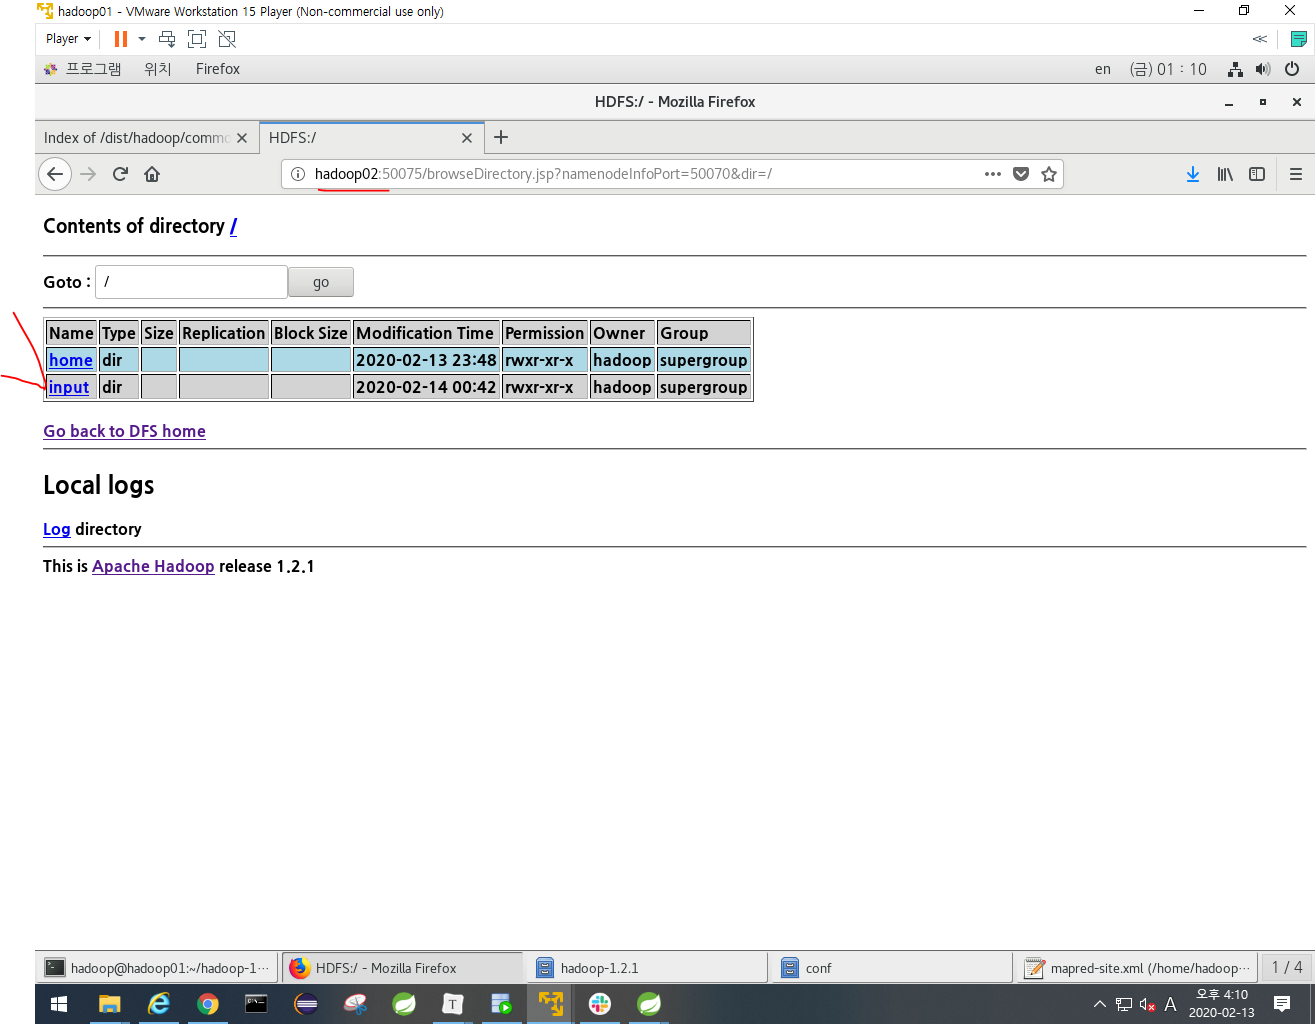 hadoop01 - VMware Workstation 15 Player (Non-commercial use only)
Player
프로그램 위치 Firefox en (금) 01 : 10
HDFS:/ - Mozilla Firefox
Index of /dist/hadoop/commo HDFS:/
hadoop02:50075/browseDirectory.jsp?namenodeInfoPort=50070&dir=/
Contents of directory /
Goto : / go
Name Type Size Replication Block Size Modification Time Permission Owner Group
home dir 2020-02-13 23:48 rwxr-xr-x hadoop supergroup
input dir 2020-02-14 00:42 rwxr-xr-x hadoop supergroup
Go back to DFS home
Local logs
Log directory
This is Apache Hadoop release 1.2.1
hadoop@hadoop01:~/hadoop-1··· HDFS:/ - Mozilla Firefox hadoop-1.2.1 conf mapred-site.xml (/home/hadoop··· 1 / 4
T A 오후 4:10
2020-02-13